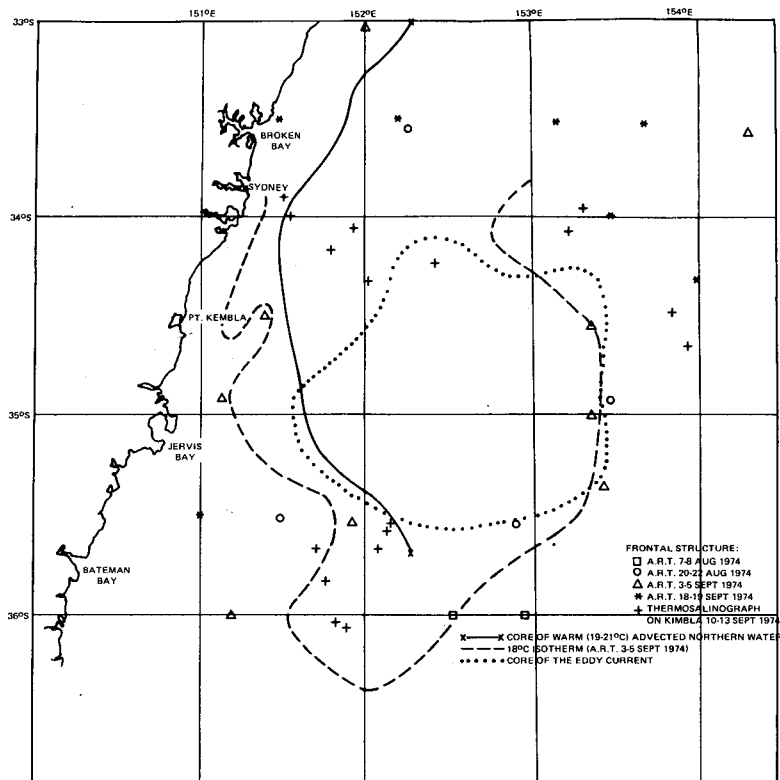 151°E 152°E 153°E 154°E
33°S
BROKEN
BAY
SYDNEY
34°S
PT. KEMBLA
35°S
JERVIS
BAY
BATEMAN
BAY
36°S
FRONTAL STRUCTURE:
A.R.T. 7-8 AUG 1974
A.R.T. 20-22 AUG 1974
A.R.T. 3-5 SEPT 1974
A.R.T. 18-19 SEPT 1974
THERMOSALINOGRAPH
ON KIMBLA 10-13 SEPT 1974
CORE OF WARM (19-21°C) ADVECTED NORTHERN WATER
18°C ISOTHERM (A.R.T. 3-5 SEPT 1974)
CORE OF THE EDDY CURRENT